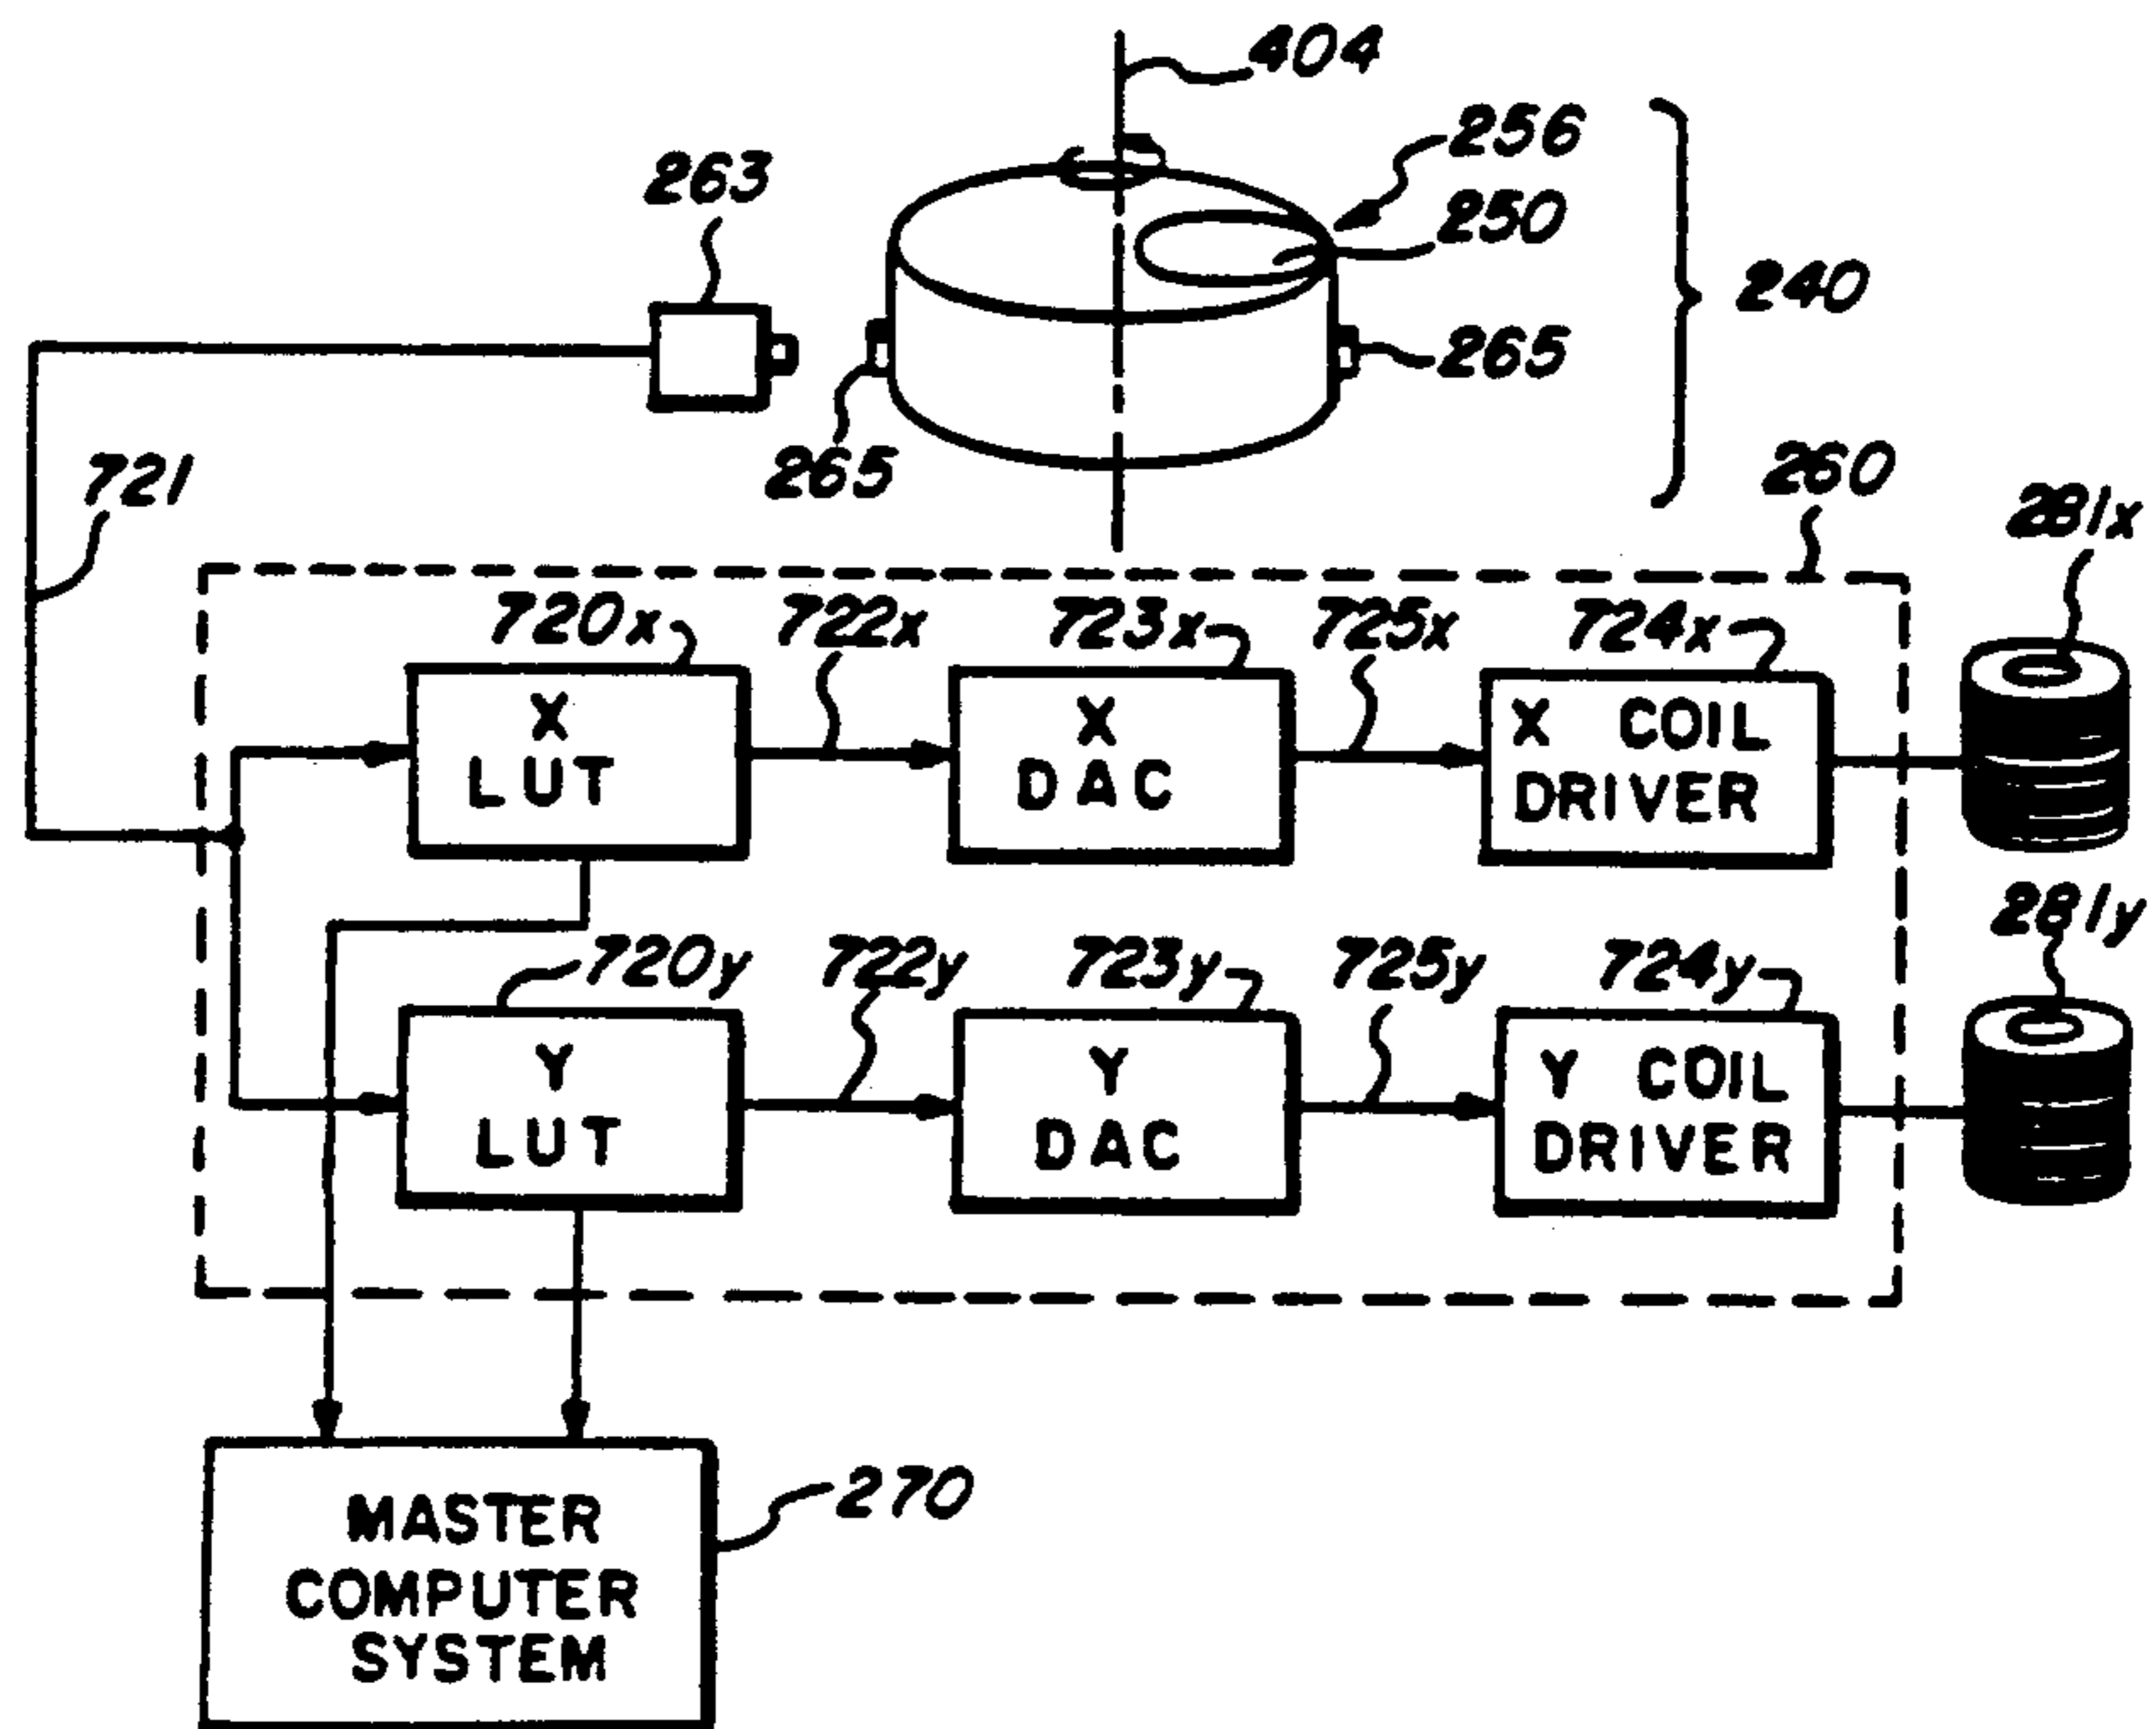 404
256
263
250
240
265
265
260
721
281x
720x 722x 723x 725x 724x
X
LUT
X
DAC
X COIL
DRIVER
281y
720y 722y 723y 725y 724y
Y
LUT
Y
DAC
Y COIL
DRIVER
270
MASTER
COMPUTER
SYSTEM